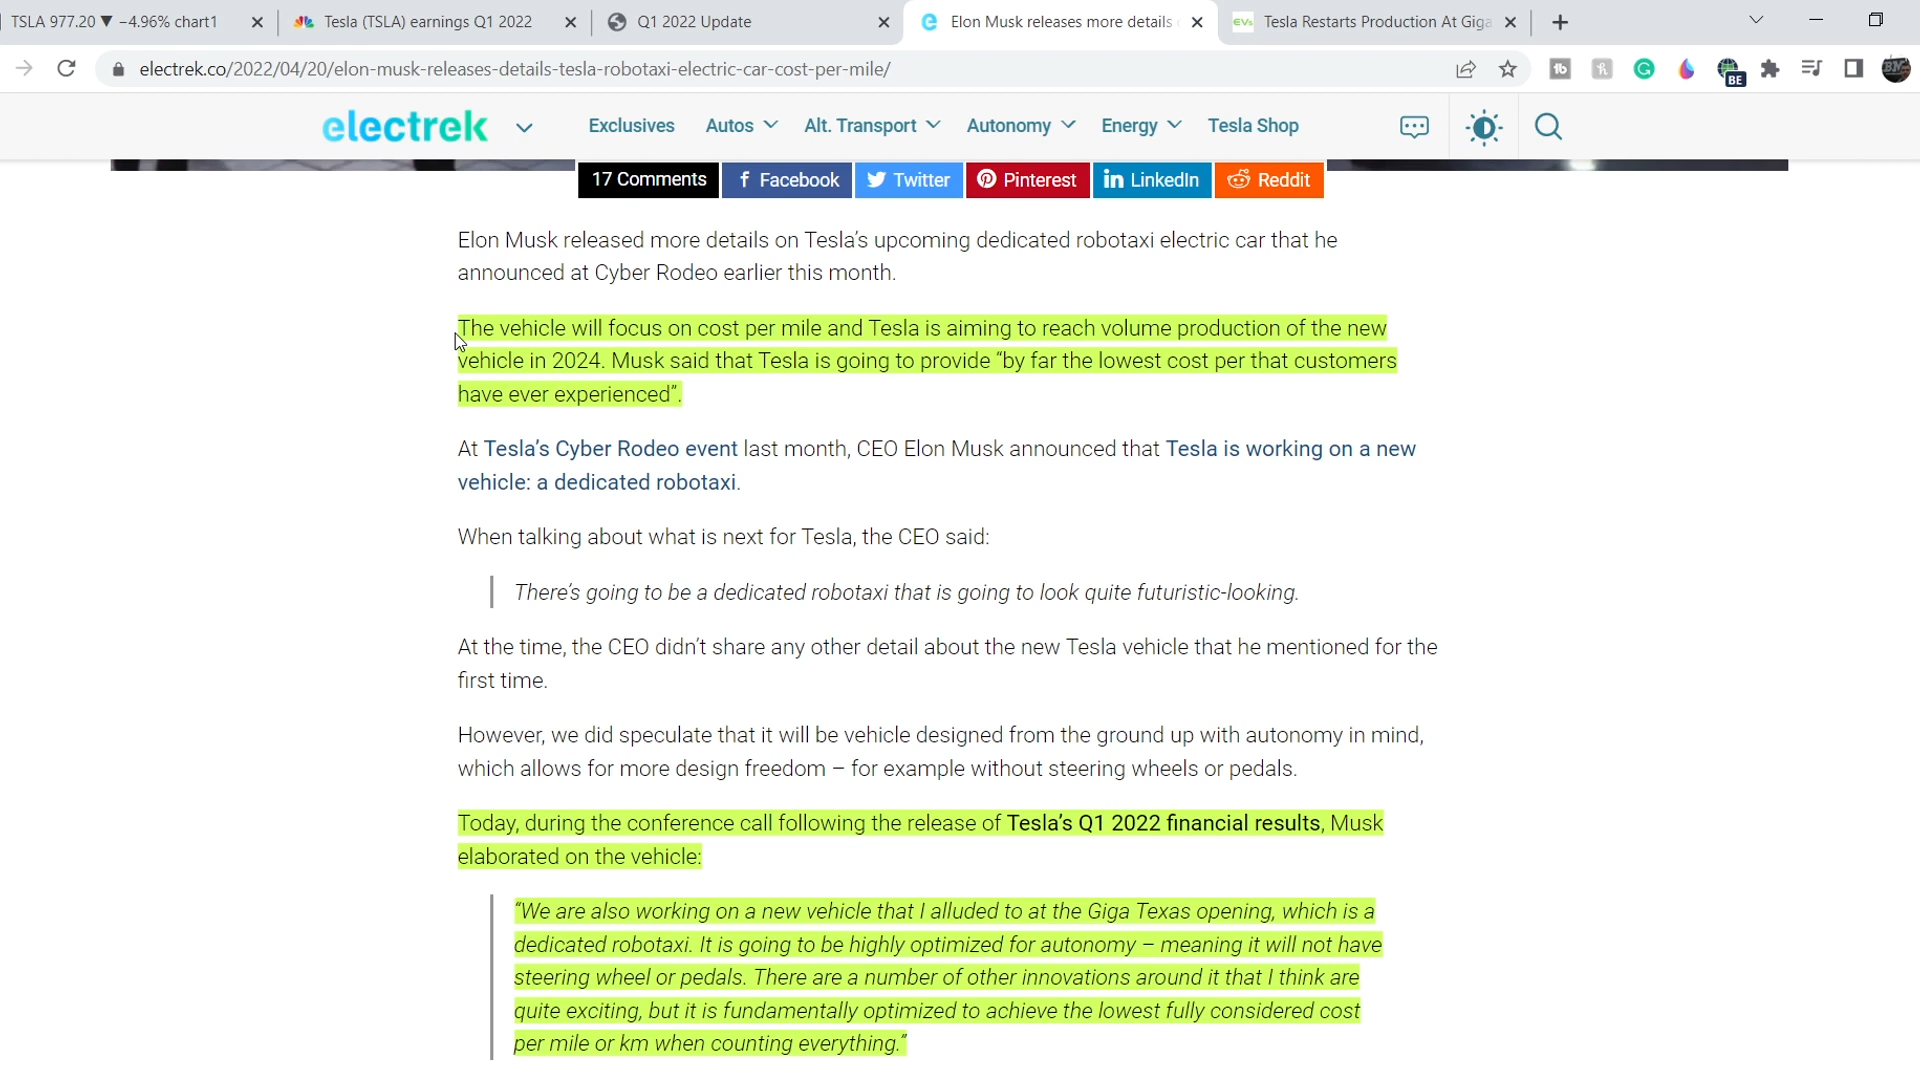 TSLA 977.20 ▼ −4.96% chart1
Tesla (TSLA) earnings Q1 2022
Q1 2022 Update
Elon Musk releases more details
Tesla Restarts Production At Giga
electrek.co/2022/04/20/elon-musk-releases-details-tesla-robotaxi-electric-car-cost-per-mile/
BE
electrek
Exclusives
Autos
Alt. Transport
Autonomy
Energy
Tesla Shop
17 Comments
Facebook
Twitter
Pinterest
LinkedIn
Reddit
Elon Musk released more details on Tesla’s upcoming dedicated robotaxi electric car that he
announced at Cyber Rodeo earlier this month.
The vehicle will focus on cost per mile and Tesla is aiming to reach volume production of the new
vehicle in 2024. Musk said that Tesla is going to provide “by far the lowest cost per that customers
have ever experienced”.
At Tesla’s Cyber Rodeo event last month, CEO Elon Musk announced that Tesla is working on a new
vehicle: a dedicated robotaxi.
When talking about what is next for Tesla, the CEO said:
There’s going to be a dedicated robotaxi that is going to look quite futuristic-looking.
At the time, the CEO didn’t share any other detail about the new Tesla vehicle that he mentioned for the
first time.
However, we did speculate that it will be vehicle designed from the ground up with autonomy in mind,
which allows for more design freedom – for example without steering wheels or pedals.
Today, during the conference call following the release of Tesla’s Q1 2022 financial results, Musk
elaborated on the vehicle:
“We are also working on a new vehicle that I alluded to at the Giga Texas opening, which is a
dedicated robotaxi. It is going to be highly optimized for autonomy – meaning it will not have
steering wheel or pedals. There are a number of other innovations around it that I think are
quite exciting, but it is fundamentally optimized to achieve the lowest fully considered cost
per mile or km when counting everything.”